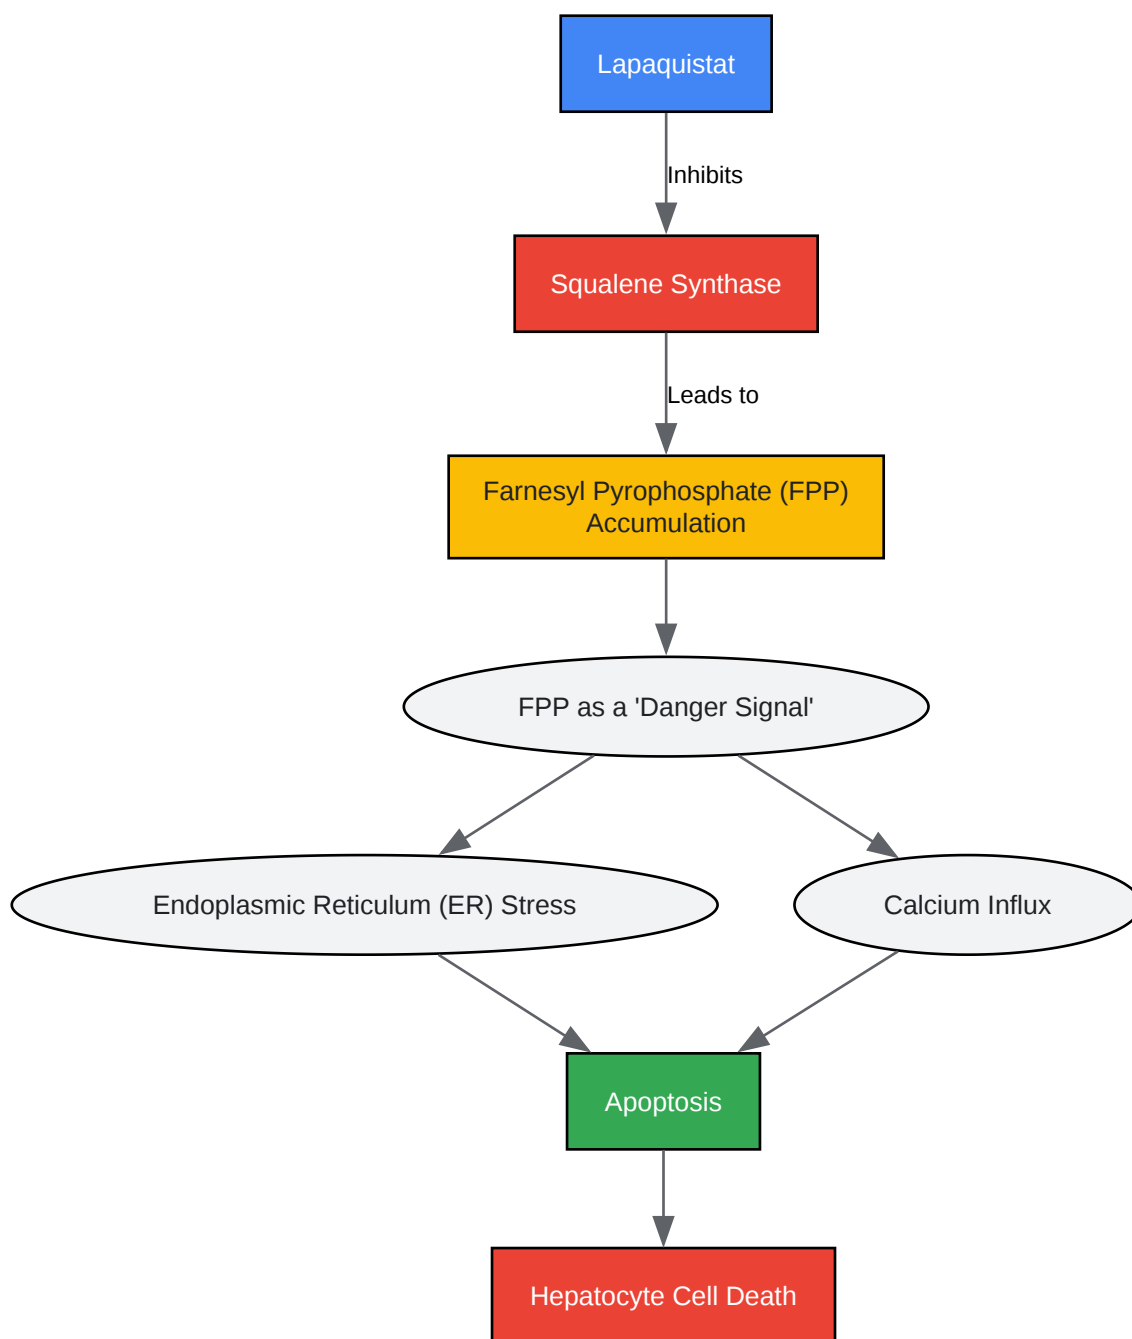 Lapaquistat
Inhibits
Squalene Synthase
Leads to
Farnesyl Pyrophosphate (FPP)
Accumulation
FPP as a 'Danger Signal'
Endoplasmic Reticulum (ER) Stress
Calcium Influx
Apoptosis
Hepatocyte Cell Death